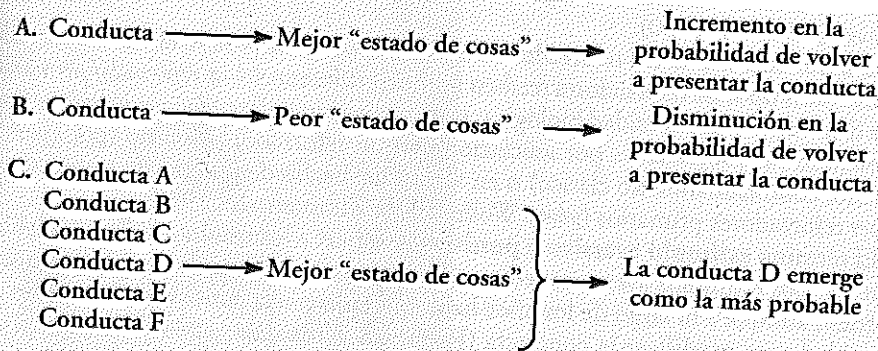 A. Conducta Mejor “estado de cosas” Incremento en la
probabilidad de volver
a presentar la conducta
B. Conducta Peor “estado de cosas” Disminución en la
probabilidad de volver
a presentar la conducta
C. Conducta A
Conducta B
Conducta C
Conducta D Mejor “estado de cosas” La conducta D emerge
como la más probable
Conducta E
Conducta F